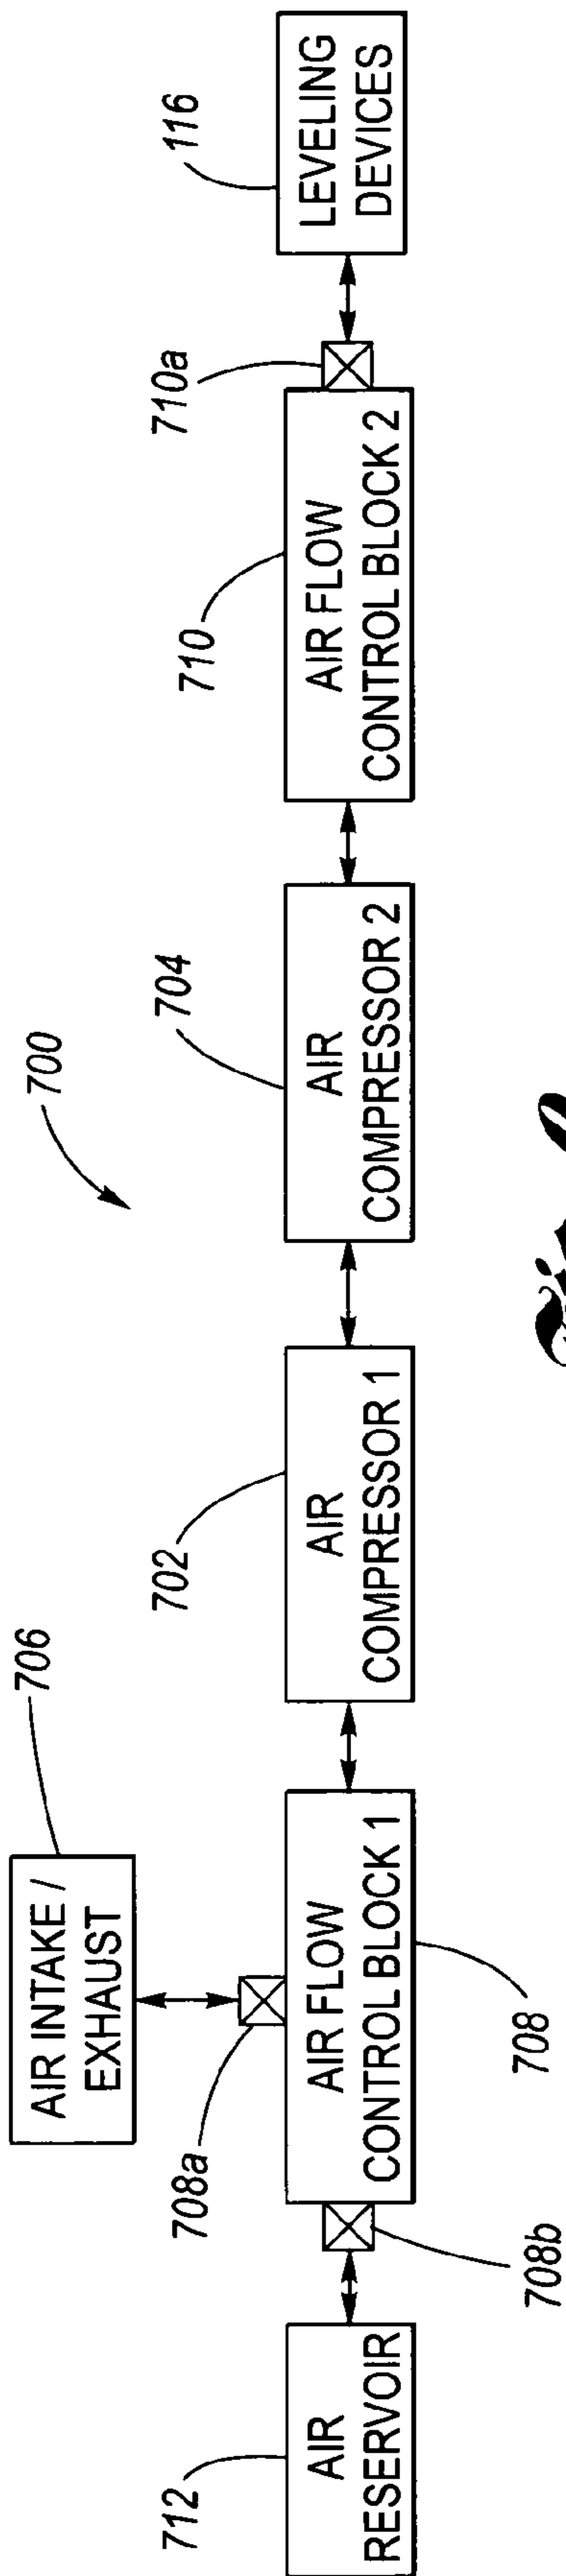 700
706
AIR INTAKE /
EXHAUST
708a
712
AIR
RESERVOIR
708b
AIR FLOW
CONTROL BLOCK 1
708
702
AIR
COMPRESSOR 1
704
AIR
COMPRESSOR 2
710
AIR FLOW
CONTROL BLOCK 2
710a
116
LEVELING
DEVICES